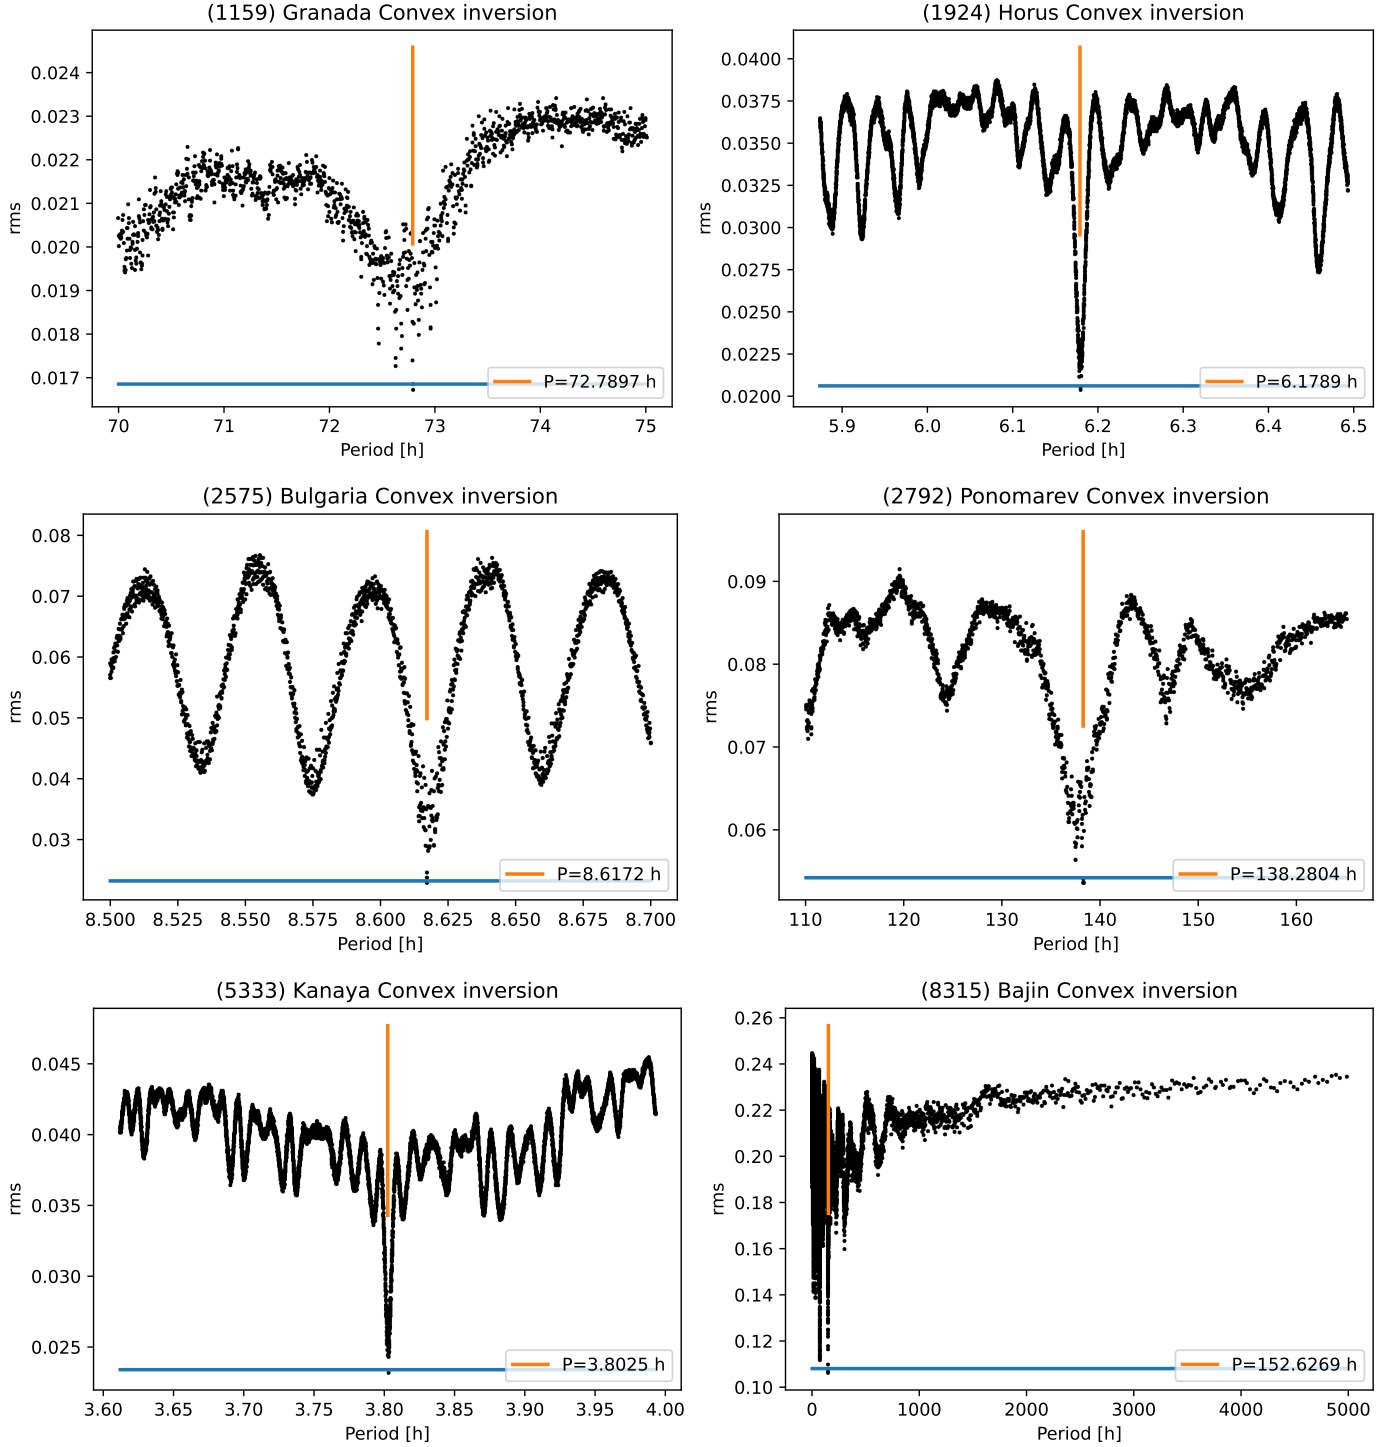 (1159) Granada Convex inversion
rms
0.024
0.023
0.022
0.021
0.020
0.019
0.018
0.017
P=72.7897 h
70 71 72 73 74 75
Period [h]
(1924) Horus Convex inversion
rms
0.0400
0.0375
0.0350
0.0325
0.0300
0.0275
0.0250
0.0225
0.0200
P=6.1789 h
5.9 6.0 6.1 6.2 6.3 6.4 6.5
Period [h]
(2575) Bulgaria Convex inversion
rms
0.08
0.07
0.06
0.05
0.04
0.03
P=8.6172 h
8.500 8.525 8.550 8.575 8.600 8.625 8.650 8.675 8.700
Period [h]
(2792) Ponomarev Convex inversion
rms
0.09
0.08
0.07
0.06
P=138.2804 h
110 120 130 140 150 160
Period [h]
(5333) Kanaya Convex inversion
rms
0.045
0.040
0.035
0.030
0.025
P=3.8025 h
3.60 3.65 3.70 3.75 3.80 3.85 3.90 3.95 4.00
Period [h]
(8315) Bajin Convex inversion
rms
0.26
0.24
0.22
0.20
0.18
0.16
0.14
0.12
0.10
P=152.6269 h
0 1000 2000 3000 4000 5000
Period [h]